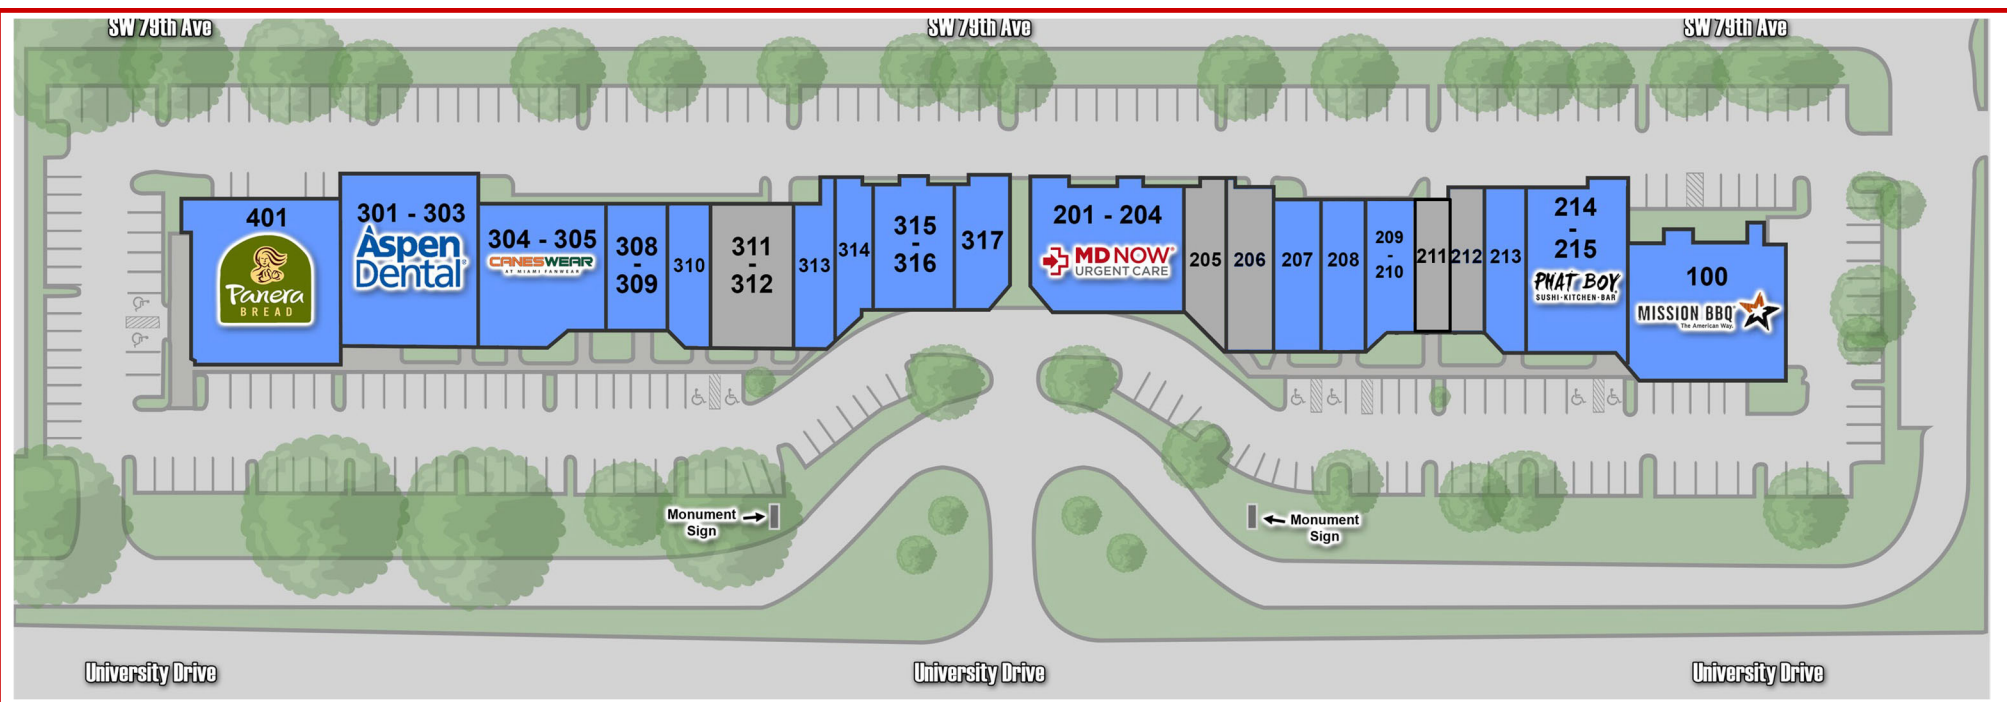 SW 79th Ave
SW 79th Ave
SW 79th Ave
401
Panera
BREAD
301 - 303
Aspen
Dental
304 - 305
CANESWEAR
AT MIAMI FANWEAR
308
-
309
310
311
-
312
313
314
315
-
316
317
201 - 204
MD NOW
URGENT CARE
205
206
207
208
209
-
210
211
212
213
214
-
215
PHAT BOY
SUSHI·KITCHEN·BAR
100
MISSION BBQ
The American Way.
Monument
Sign
Monument
Sign
University Drive
University Drive
University Drive